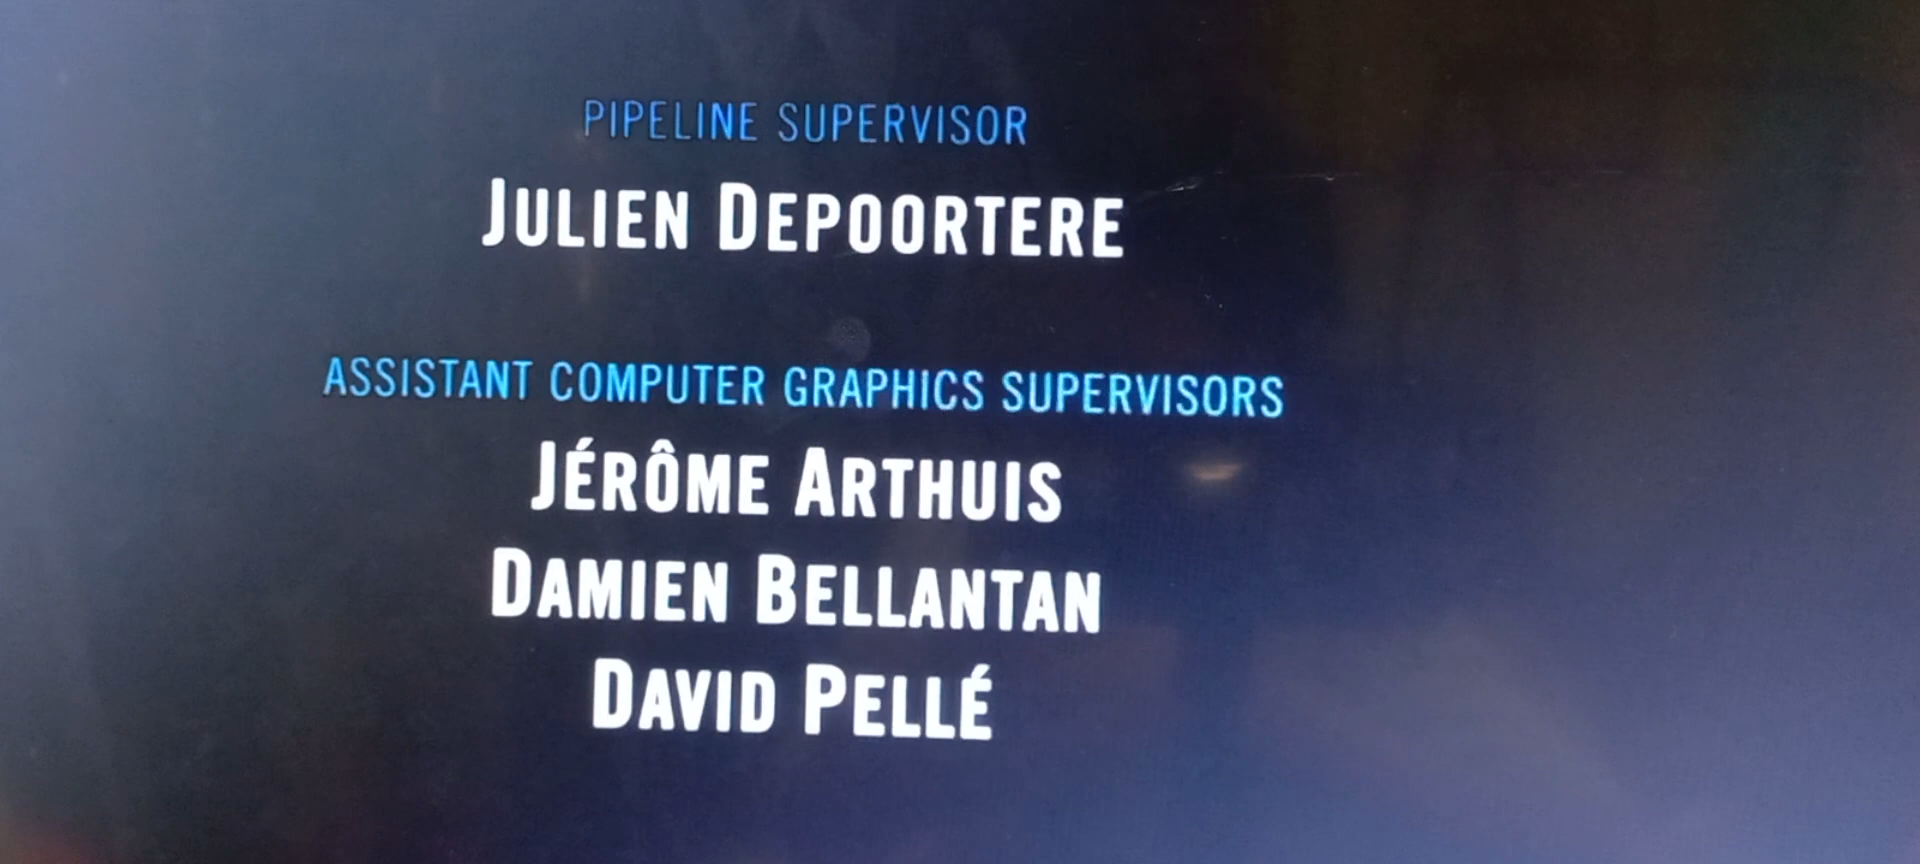 PIPELINE SUPERVISOR
JULIEN DEPOORTERE
ASSISTANT COMPUTER GRAPHICS SUPERVISORS
JÉRÔME ARTHUIS
DAMIEN BELLANTAN
DAVID PELLÉ